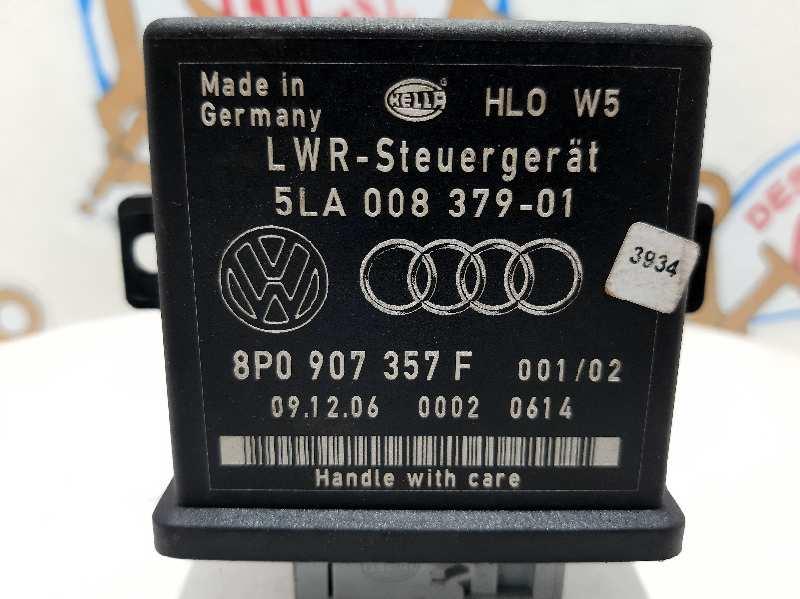 Made in
Germany
HELLA
HLO W5
LWR-Steuergerät
5LA 008 379-01
3934
8P0 907 357 F 001/02
09.12.06 0002 0614
Handle with care